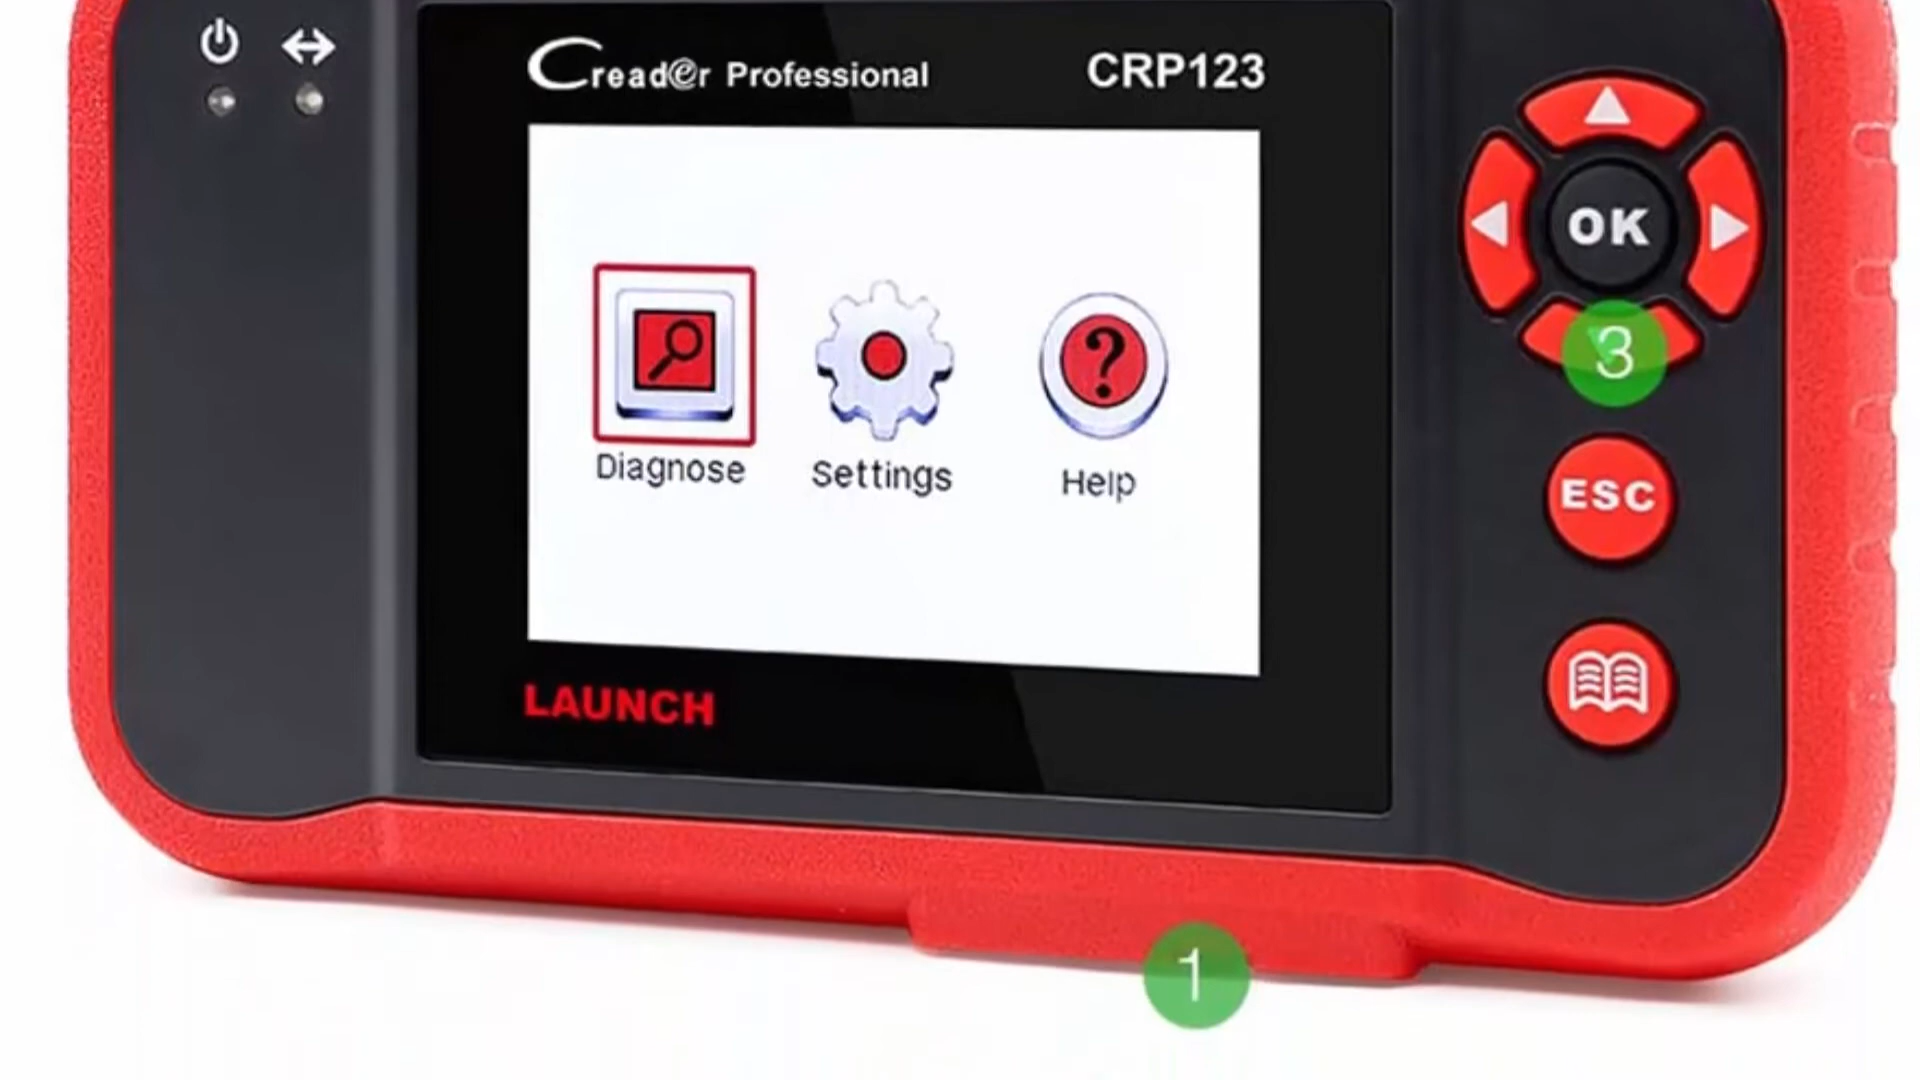 Creader Professional
CRP123
OK
3
Diagnose
Settings
Help
?
ESC
LAUNCH
1